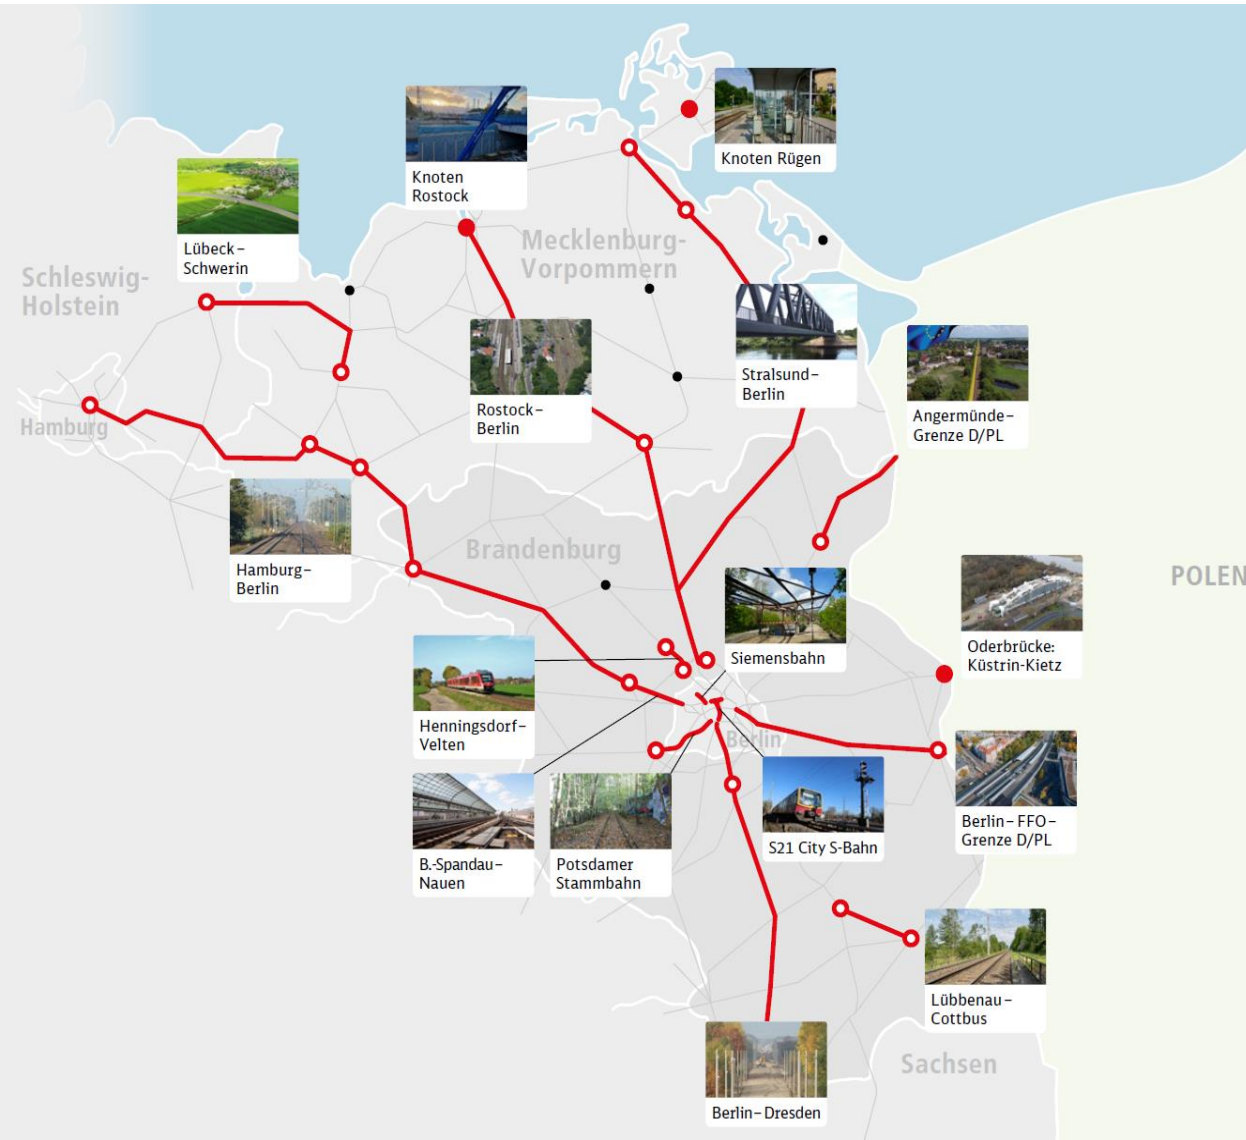 Knoten Rügen
Knoten
Rostock
Lübeck–
Schwerin
Mecklenburg-
Vorpommern
Schleswig-
Holstein
Stralsund–
Berlin
Rostock–
Berlin
Angermünde–
Grenze D/PL
Hamburg
Hamburg–
Berlin
Brandenburg
POLEN
Siemensbahn
Oderbrücke:
Küstrin-Kietz
Henningsdorf–
Velten
Berlin
B.-Spandau–
Nauen
Potsdamer
Stammbahn
S21 City S-Bahn
Berlin–FFO–
Grenze D/PL
Lübbenau–
Cottbus
Sachsen
Berlin–Dresden